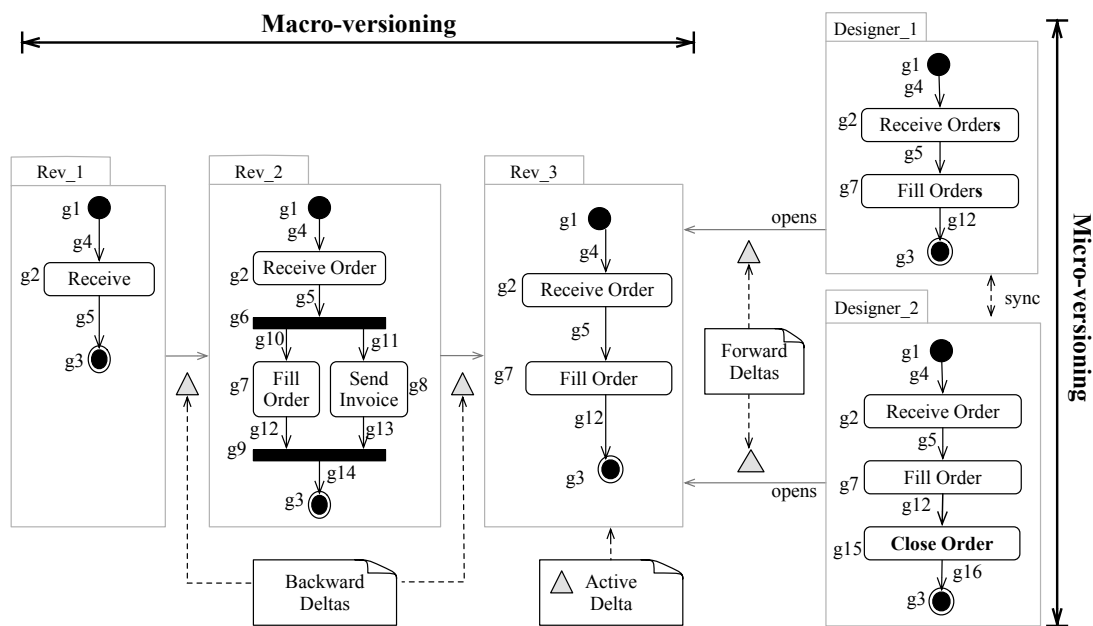 Macro-versioning
Rev_1
g1
g4
g2
Receive
g5
g3
Rev_2
g1
g4
g2
Receive Order
g5
g6
g10
g11
g7
Fill
Order
Send
Invoice
g8
g12
g13
g9
g14
g3
Backward
Deltas
Rev_3
g1
g4
g2
Receive Order
g5
g7
Fill Order
g12
g3
Active
Delta
opens
Forward
Deltas
opens
Designer_1
g1
g4
g2
Receive Orders
g5
g7
Fill Orders
g12
g3
sync
Designer_2
g1
g4
g2
Receive Order
g5
g7
Fill Order
g12
g15
Close Order
g16
g3
Micro-versioning